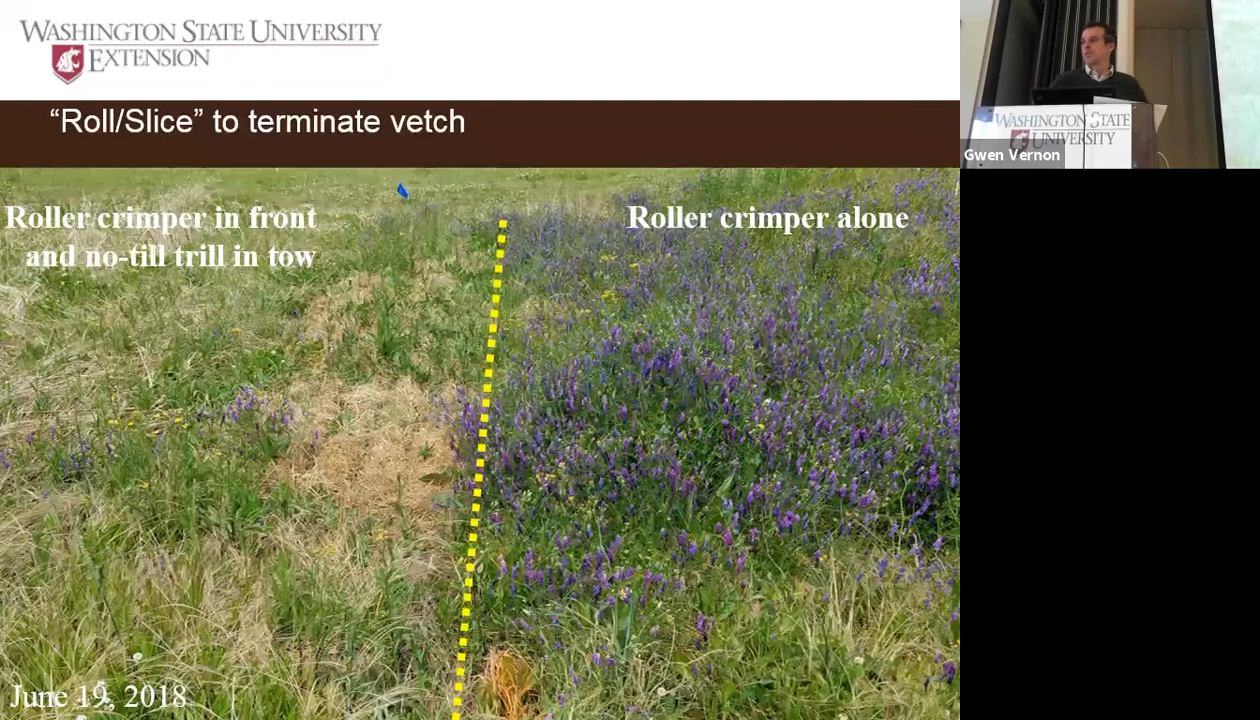 WASHINGTON STATE UNIVERSITY
EXTENSION
“Roll/Slice” to terminate vetch
Roller crimper in front
and no-till trill in tow
Roller crimper alone
June 19, 2018
WASHINGTON STATE
UNIVERSITY
Gwen Vernon